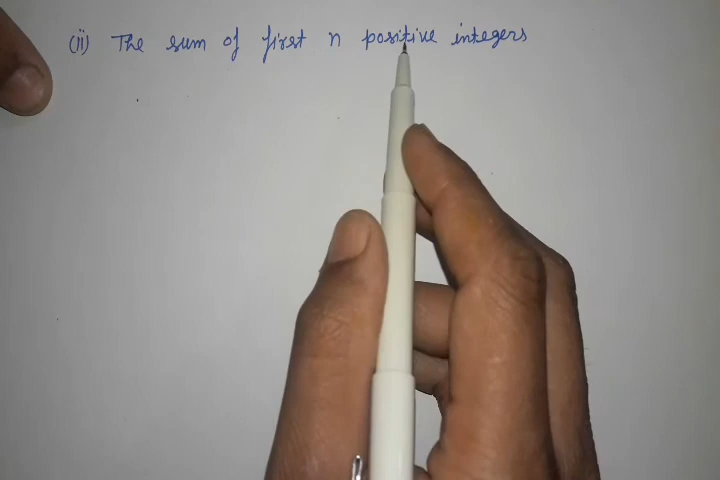 (ii) The sum of first n positive integers